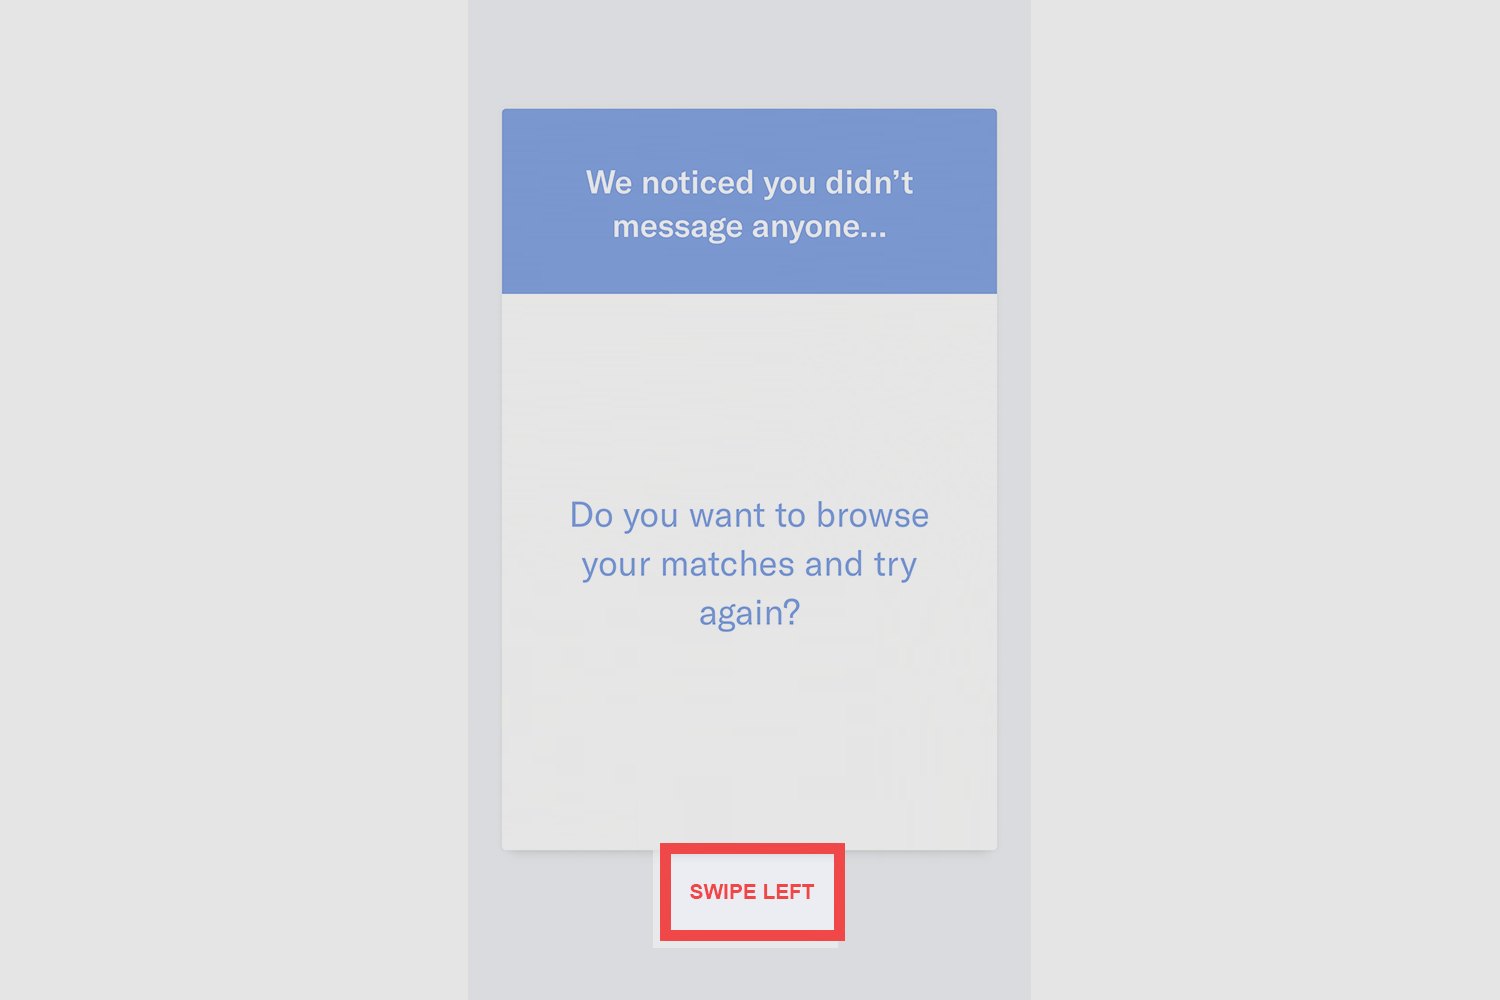 We noticed you didn’t
message anyone...
Do you want to browse
your matches and try
again?
SWIPE LEFT